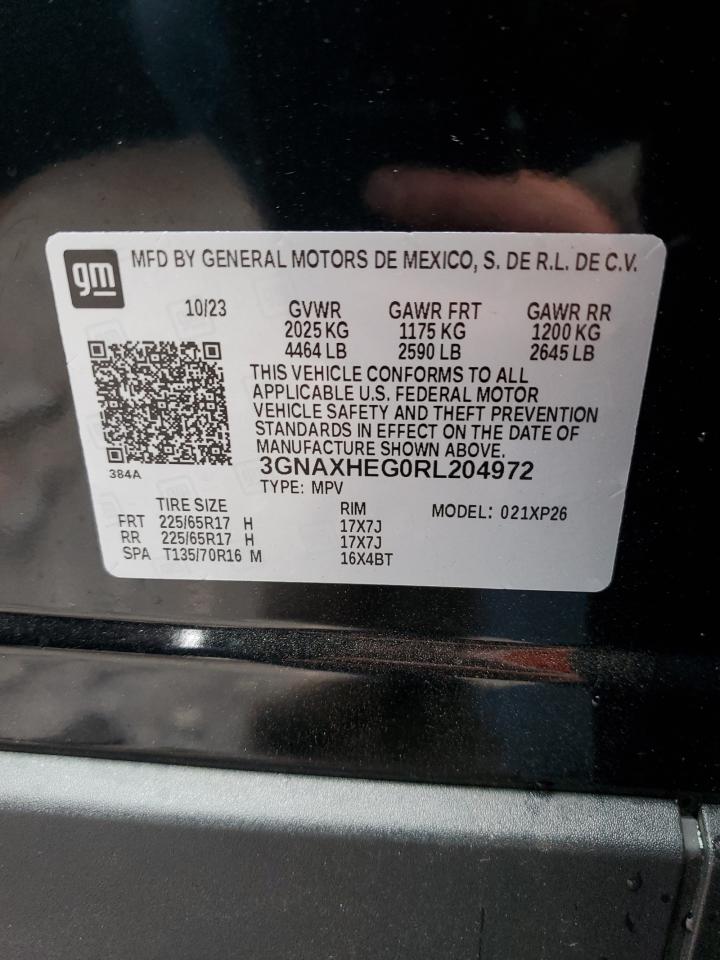 gm MFD BY GENERAL MOTORS DE MEXICO, S. DE R.L. DE C.V.
10/23 GVWR GAWR FRT GAWR RR
2025 KG 1175 KG 1200 KG
4464 LB 2590 LB 2645 LB
THIS VEHICLE CONFORMS TO ALL
APPLICABLE U.S. FEDERAL MOTOR
VEHICLE SAFETY AND THEFT PREVENTION
STANDARDS IN EFFECT ON THE DATE OF
MANUFACTURE SHOWN ABOVE.
384A 3GNAXHEG0RL204972
TYPE: MPV
TIRE SIZE RIM MODEL: 021XP26
FRT 225/65R17 H 17X7J
RR 225/65R17 H 17X7J
SPA T135/70R16 M 16X4BT